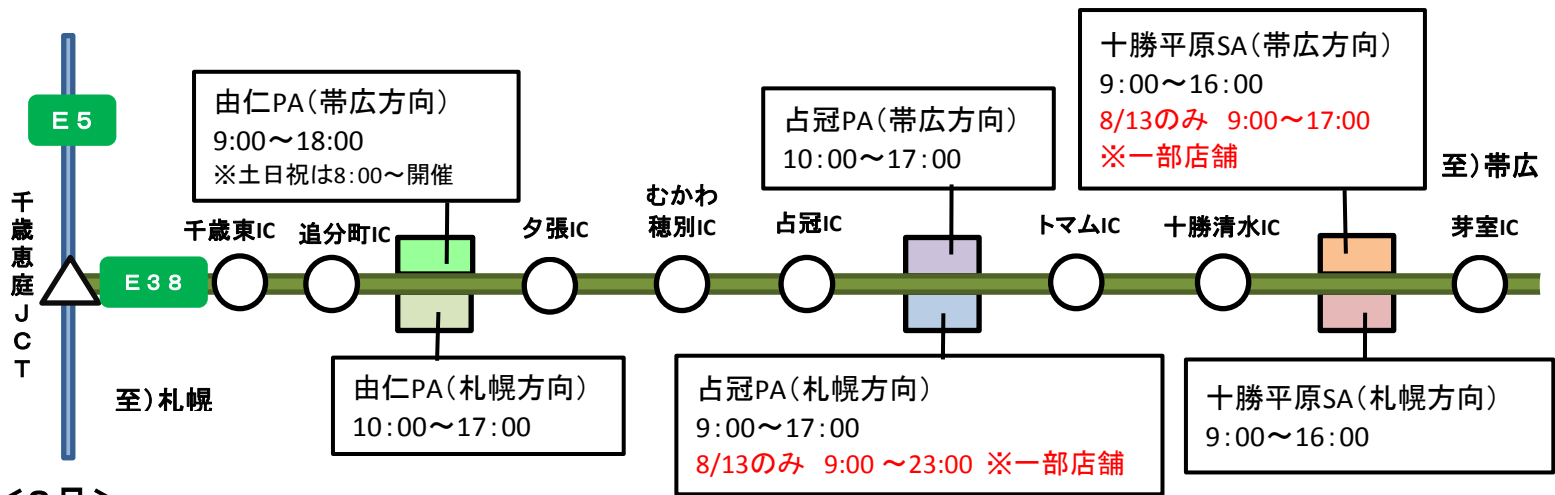 十勝平原SA(帯広方向)
9:00～16:00
8/13のみ 9:00～17:00
※一部店舗
由仁PA(帯広方向)
9:00～18:00
※土日祝は8:00～開催
占冠PA(帯広方向)
10:00～17:00
E5
至)帯広
千歳恵庭JCT
千歳東IC
追分町IC
夕張IC
むかわ
穂別IC
占冠IC
トマムIC
十勝清水IC
芽室IC
E38
至)札幌
由仁PA(札幌方向)
10:00～17:00
占冠PA(札幌方向)
9:00～17:00
8/13のみ 9:00 ～23:00 ※一部店舗
十勝平原SA(札幌方向)
9:00～16:00